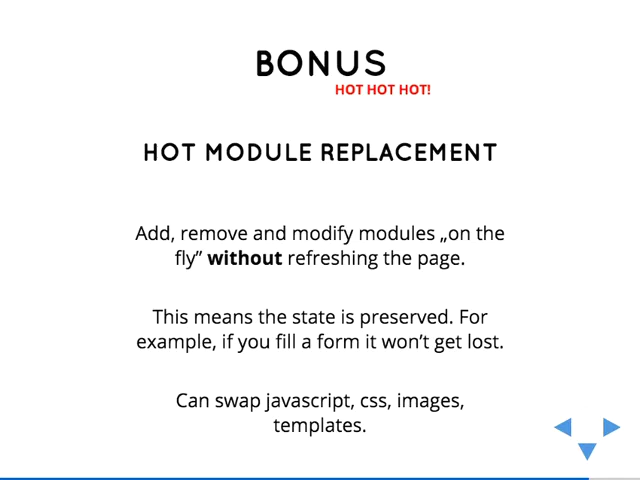 BONUS
HOT HOT HOT!
HOT MODULE REPLACEMENT
Add, remove and modify modules „on the
fly” without refreshing the page.
This means the state is preserved. For
example, if you fill a form it won’t get lost.
Can swap javascript, css, images,
templates.